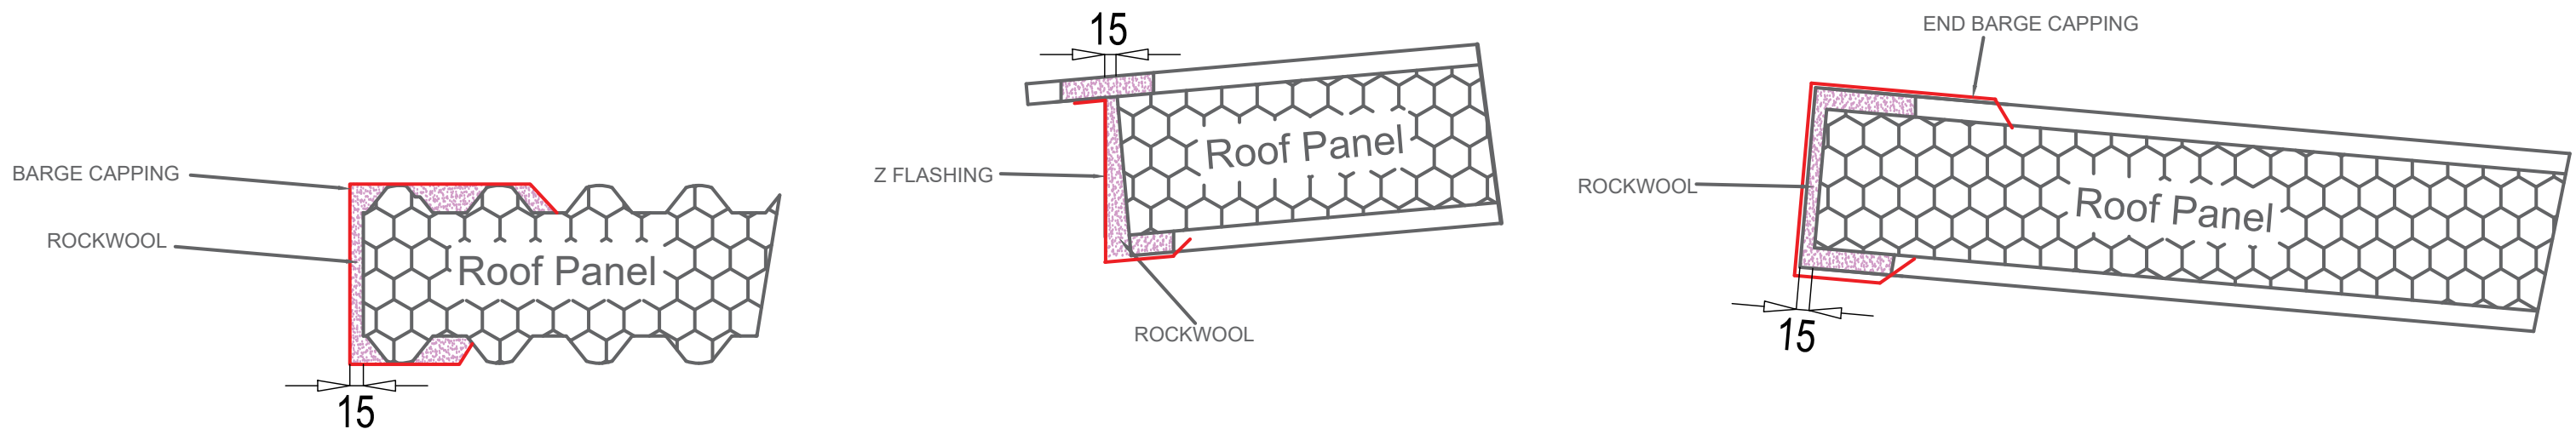 BARGE CAPPING
ROCKWOOL
Roof Panel
15
15
Z FLASHING
Roof Panel
ROCKWOOL
END BARGE CAPPING
ROCKWOOL
Roof Panel
15